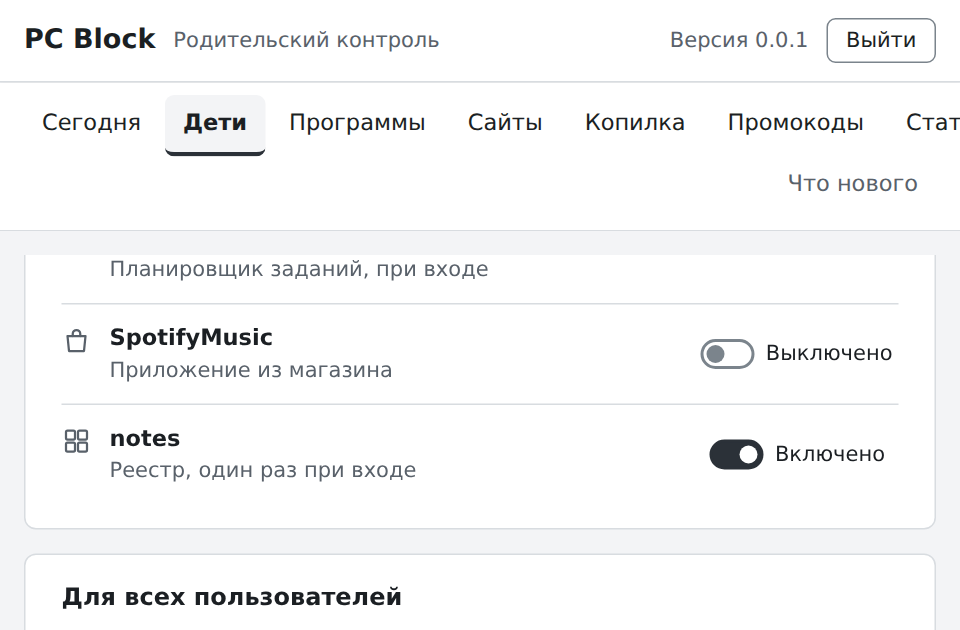 PC Block Родительский контроль Версия 0.0.1 Выйти
Сегодня Дети Программы Сайты Копилка Промокоды Стат
Что нового
Планировщик заданий, при входе
SpotifyMusic
Приложение из магазина
Выключено
notes
Реестр, один раз при входе
Включено
Для всех пользователей